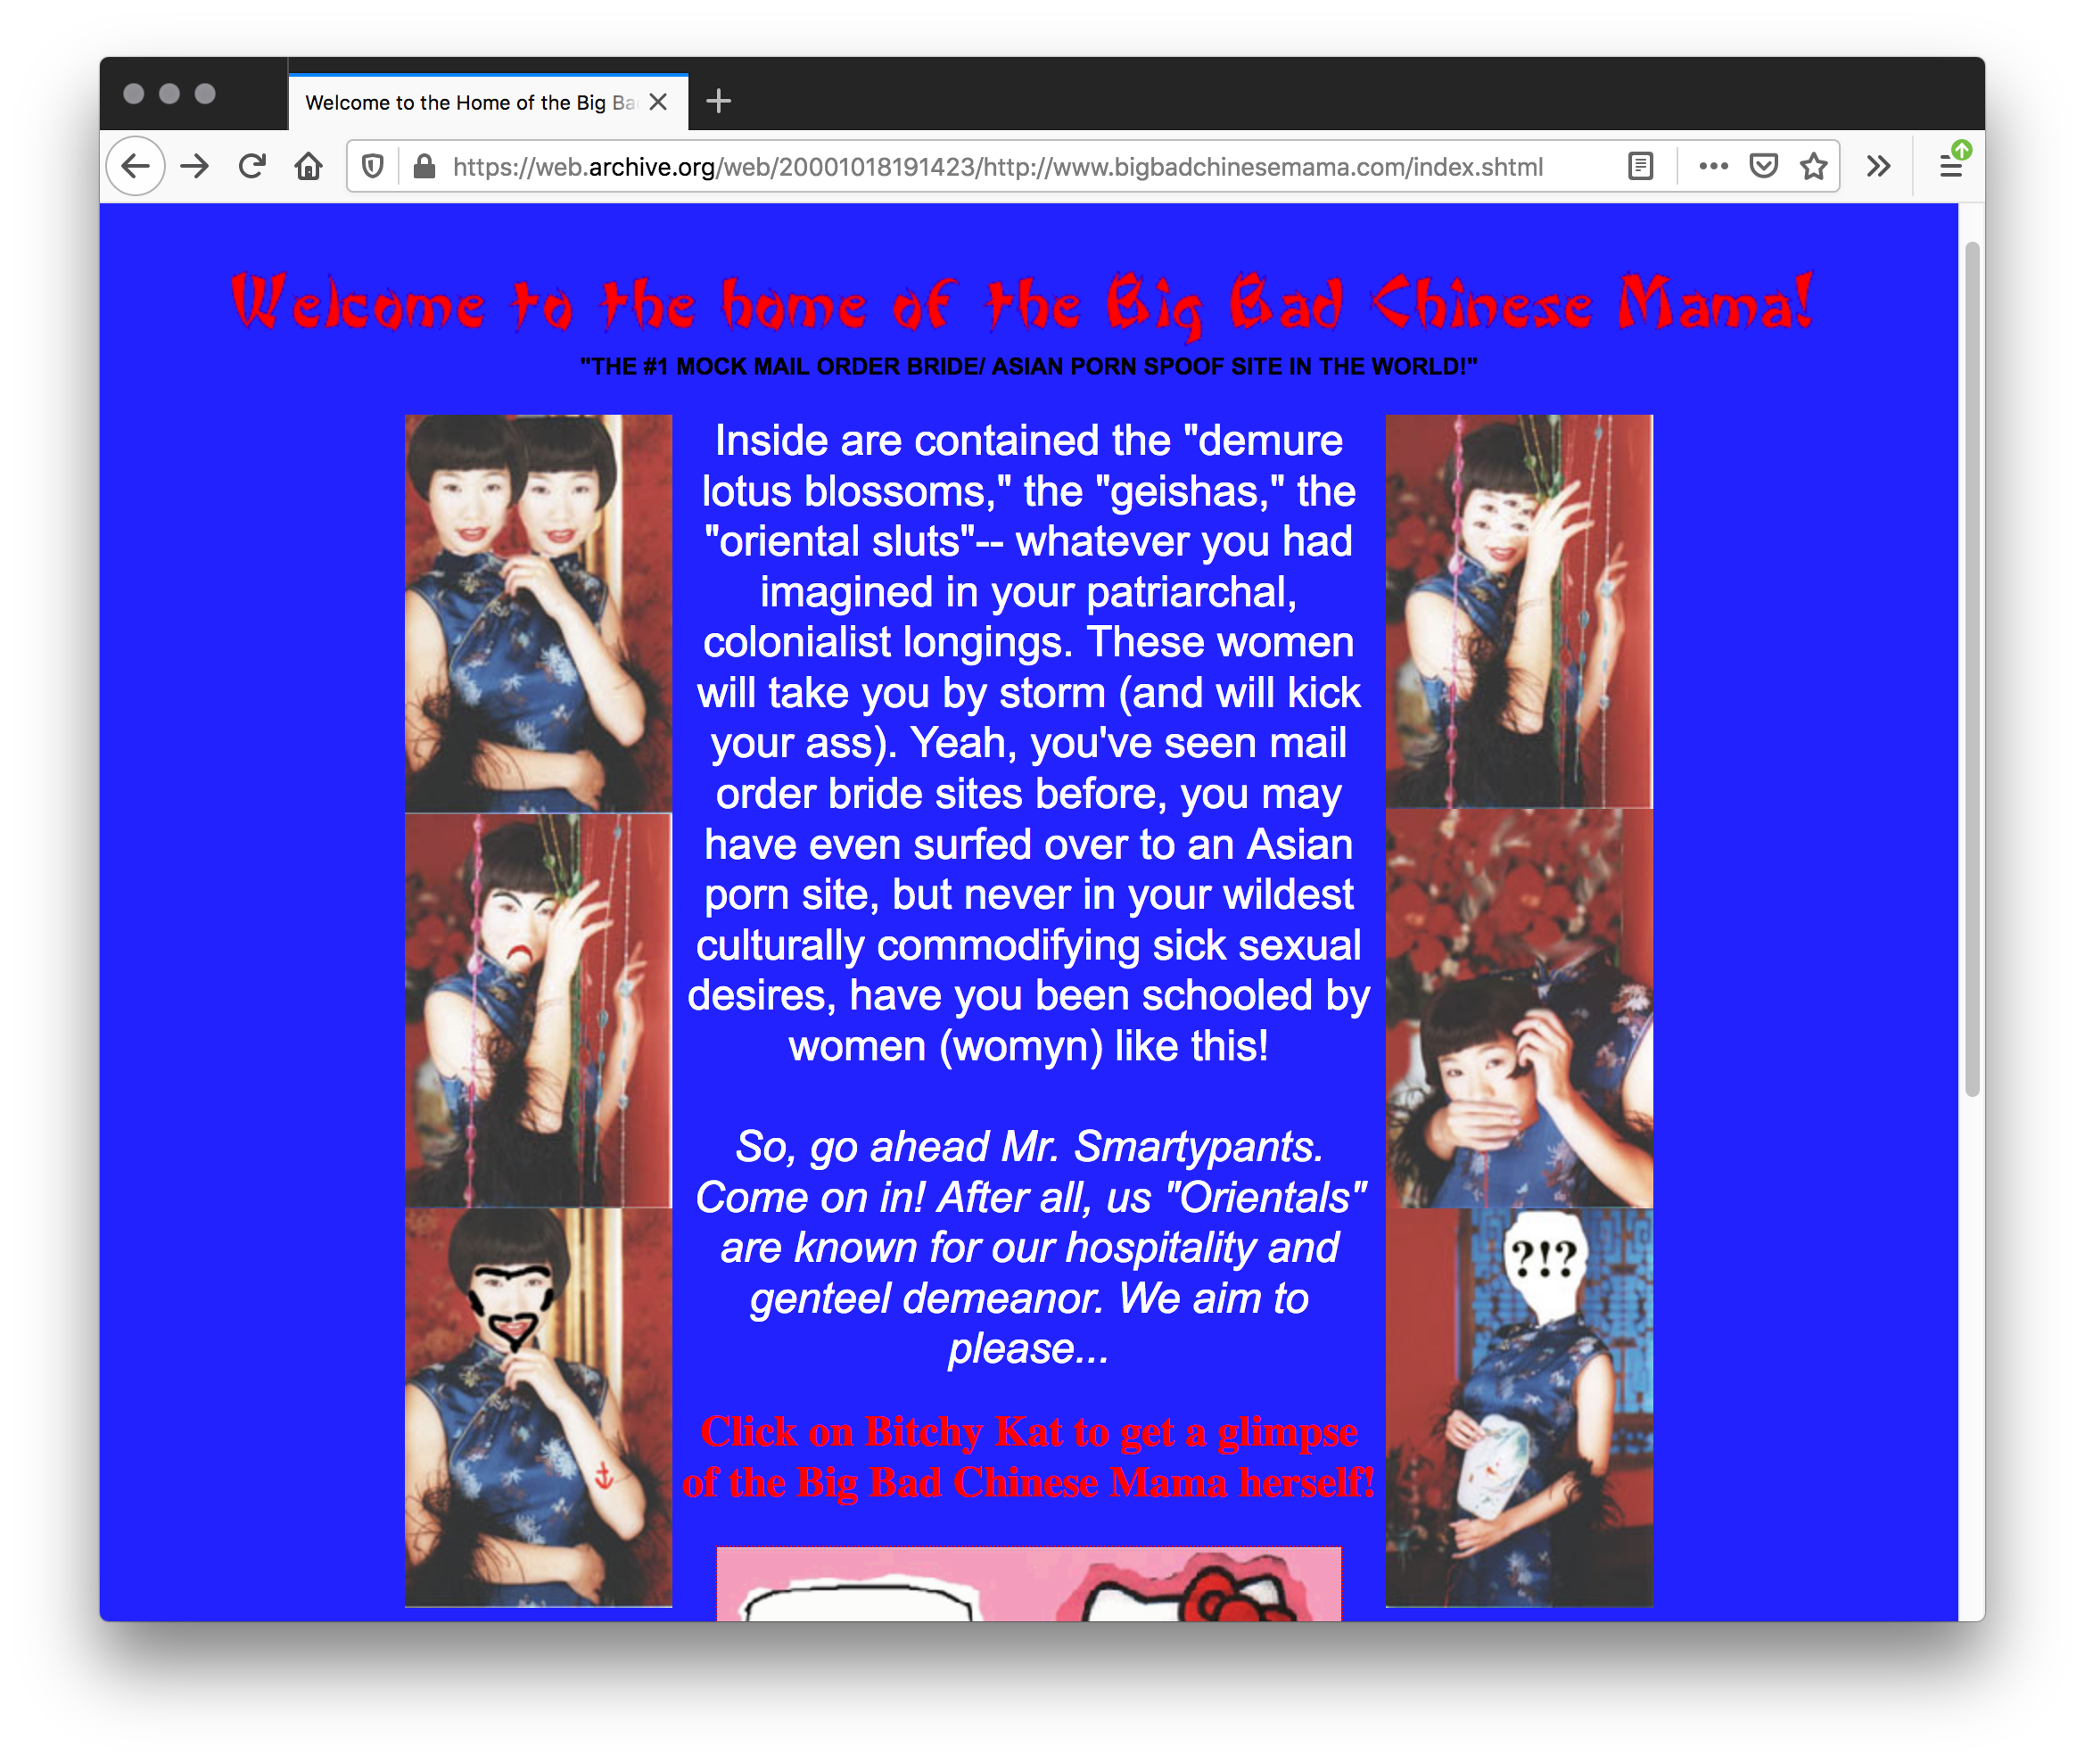 Welcome to the Home of the Big Ba
https://web.archive.org/web/20001018191423/http://www.bigbadchinesemama.com/index.shtml
Welcome to the home of the Big Bad Chinese Mama!
"THE #1 MOCK MAIL ORDER BRIDE/ ASIAN PORN SPOOF SITE IN THE WORLD!"
Inside are contained the "demure
lotus blossoms," the "geishas," the
"oriental sluts"-- whatever you had
imagined in your patriarchal,
colonialist longings. These women
will take you by storm (and will kick
your ass). Yeah, you've seen mail
order bride sites before, you may
have even surfed over to an Asian
porn site, but never in your wildest
culturally commodifying sick sexual
desires, have you been schooled by
women (womyn) like this!
So, go ahead Mr. Smartypants.
Come on in! After all, us "Orientals"
are known for our hospitality and
genteel demeanor. We aim to
please...
?!?
Click on Bitchy Kat to get a glimpse
of the Big Bad Chinese Mama herself!